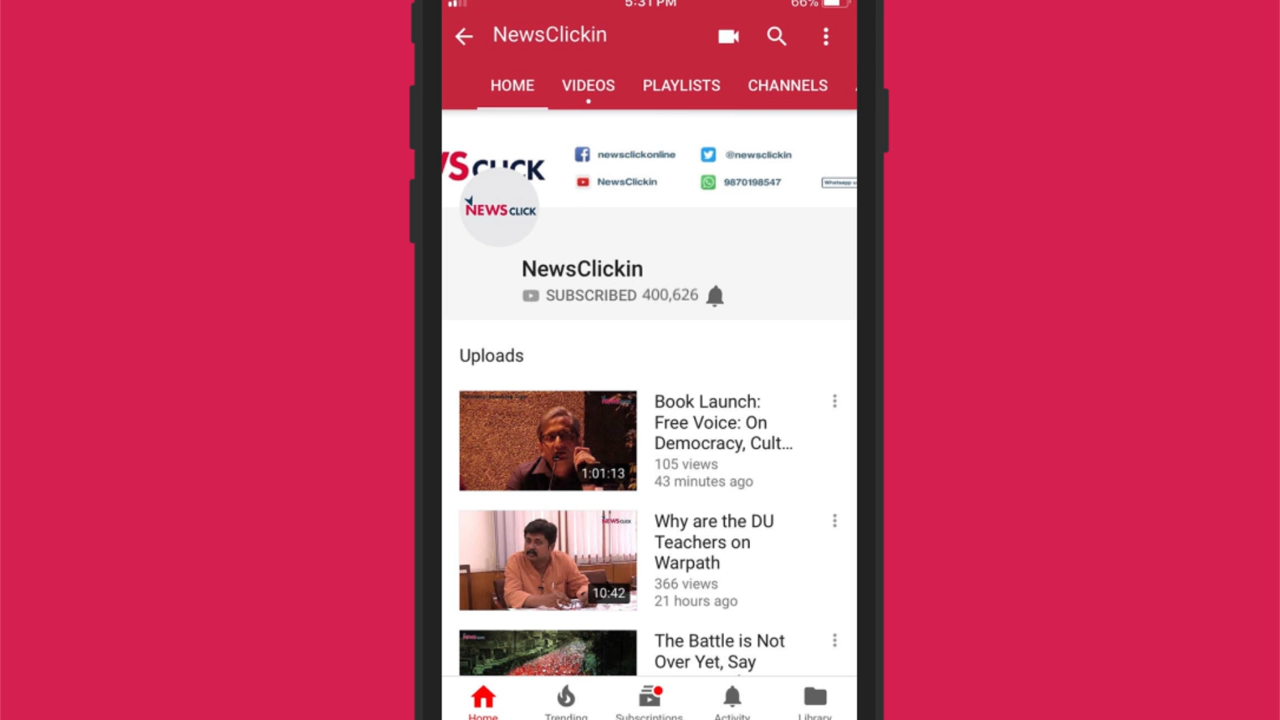 5:31 PM
66%
NewsClickin
HOME VIDEOS PLAYLISTS CHANNELS
WS CLICK
newsclickonline
@newsclickin
NewsClickin
9870198547
NEWS CLICK
NewsClickin
SUBSCRIBED 400,626
Uploads
Book Launch:
Free Voice: On
Democracy, Cult...
105 views
43 minutes ago
1:01:13
Why are the DU
Teachers on
Warpath
366 views
21 hours ago
NEWSCLICK
10:42
The Battle is Not
Over Yet, Say
Home Trending Subscriptions Activity Library